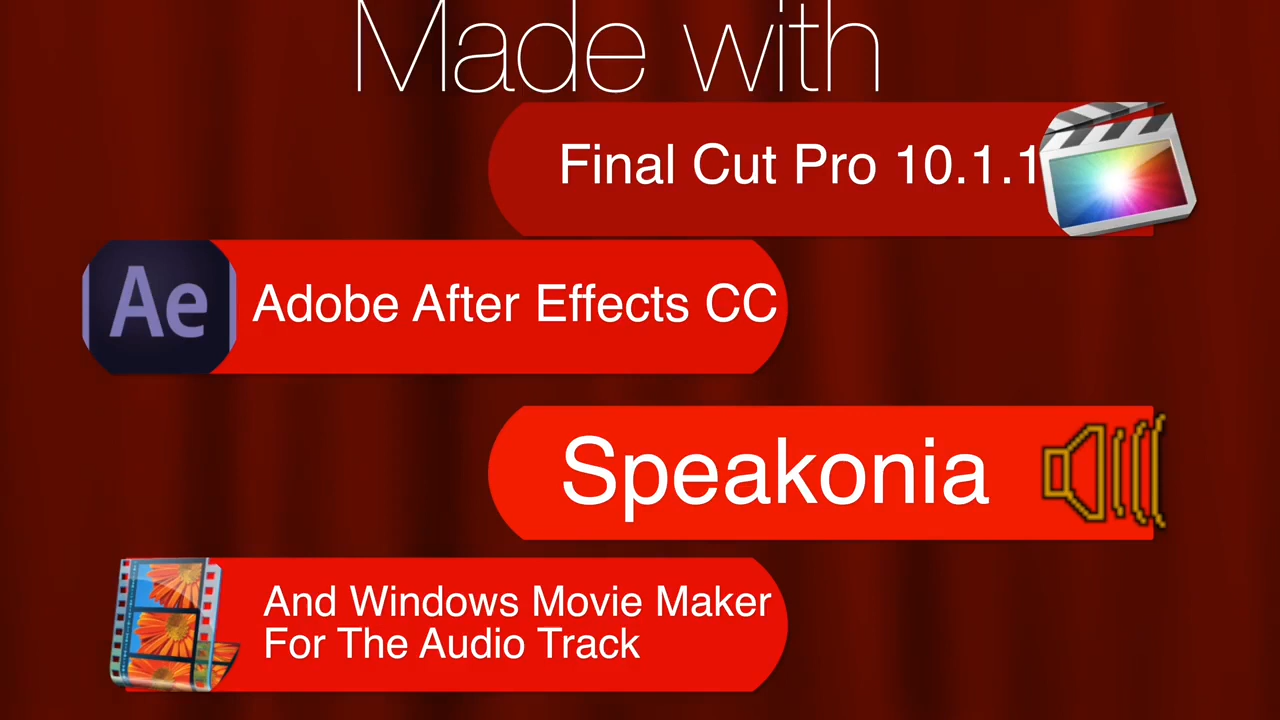 Made with
Final Cut Pro 10.1.1
Ae
Adobe After Effects CC
Speakonia
And Windows Movie Maker
For The Audio Track